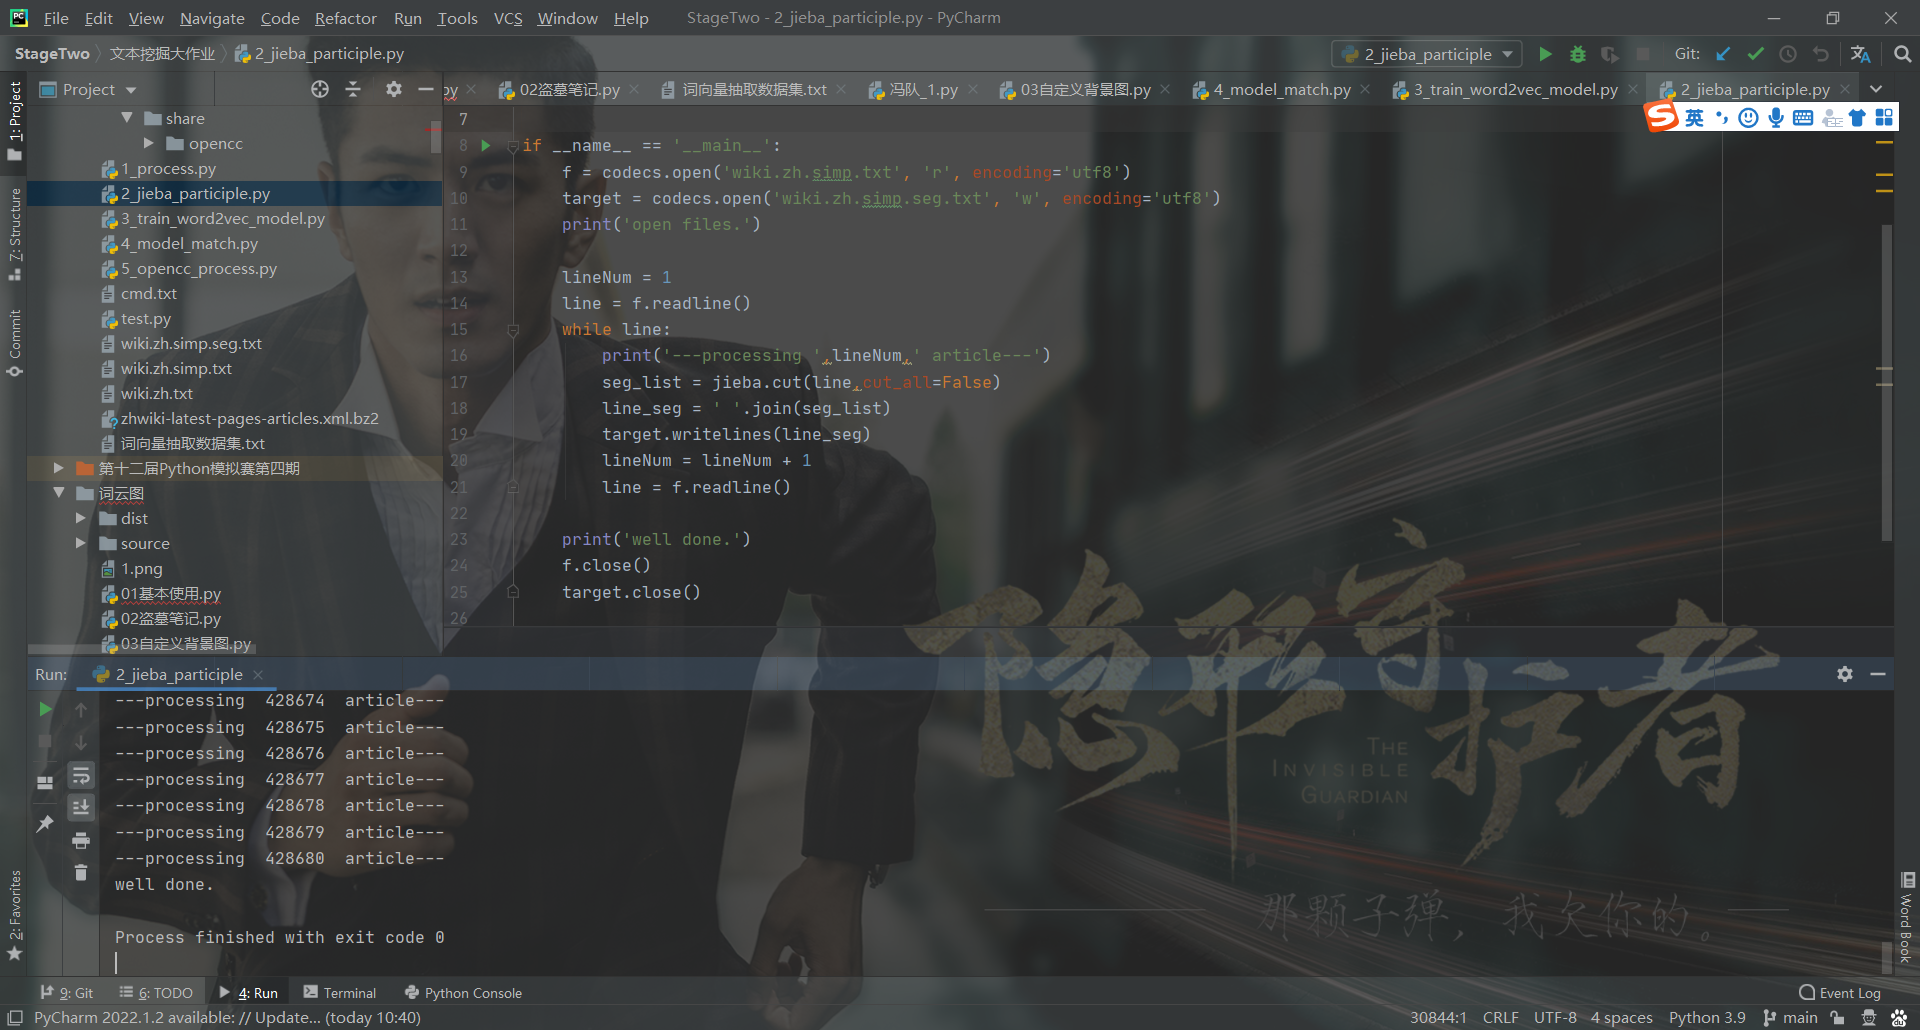 File Edit View Navigate Code Refactor Run Tools VCS Window Help StageTwo - 2_jieba_participle.py - PyCharm
StageTwo 文本挖掘大作业 2_jieba_participle.py 2_jieba_participle Git:
Project py 02盗墓笔记.py 词向量抽取数据集.txt 冯队_1.py 03自定义背景图.py 4_model_match.py 3_train_word2vec_model.py 2_jieba_participle.py
英
1: Project
7: Structure
Commit
2: Favorites
share
opencc
1_process.py
2_jieba_participle.py
3_train_word2vec_model.py
4_model_match.py
5_opencc_process.py
cmd.txt
test.py
wiki.zh.simp.seg.txt
wiki.zh.simp.txt
wiki.zh.txt
zhwiki-latest-pages-articles.xml.bz2
词向量抽取数据集.txt
第十二届Python模拟赛第四期
词云图
dist
source
1.png
01基本使用.py
02盗墓笔记.py
03自定义背景图.py
7
8 if __name__ == '__main__':
9 f = codecs.open('wiki.zh.simp.txt', 'r', encoding='utf8')
10 target = codecs.open('wiki.zh.simp.seg.txt', 'w', encoding='utf8')
11 print('open files.')
12
13 lineNum = 1
14 line = f.readline()
15 while line:
16 print('---processing ',lineNum,' article---')
17 seg_list = jieba.cut(line,cut_all=False)
18 line_seg = ' '.join(seg_list)
19 target.writelines(line_seg)
20 lineNum = lineNum + 1
21 line = f.readline()
22
23 print('well done.')
24 f.close()
25 target.close()
26
隐形守护者
THE
INVISIBLE
GUARDIAN
那颗子弹，我欠你的。
Run: 2_jieba_participle
---processing 428674 article---
---processing 428675 article---
---processing 428676 article---
---processing 428677 article---
---processing 428678 article---
---processing 428679 article---
---processing 428680 article---
well done.
Process finished with exit code 0
Word Book
9: Git 6: TODO 4: Run Terminal Python Console Event Log
PyCharm 2022.1.2 available: // Update... (today 10:40) 30844:1 CRLF UTF-8 4 spaces Python 3.9 main